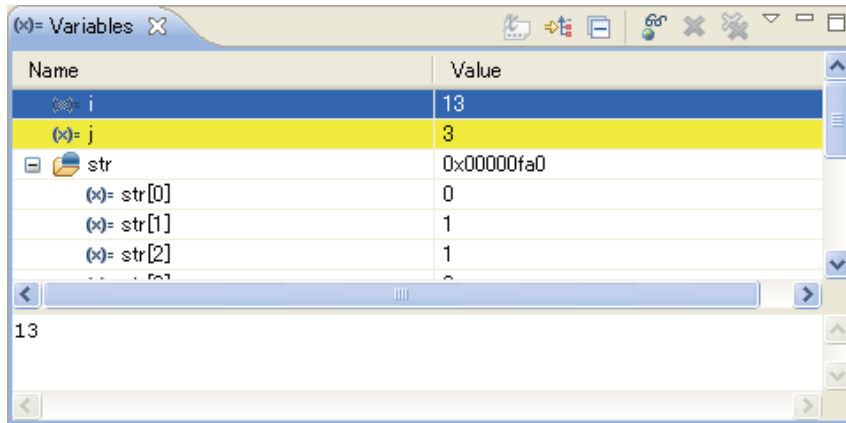 (x)= Variables
Name Value
(x)= i 13
(x)= j 3
str 0x00000fa0
(x)= str[0] 0
(x)= str[1] 1
(x)= str[2] 1
13